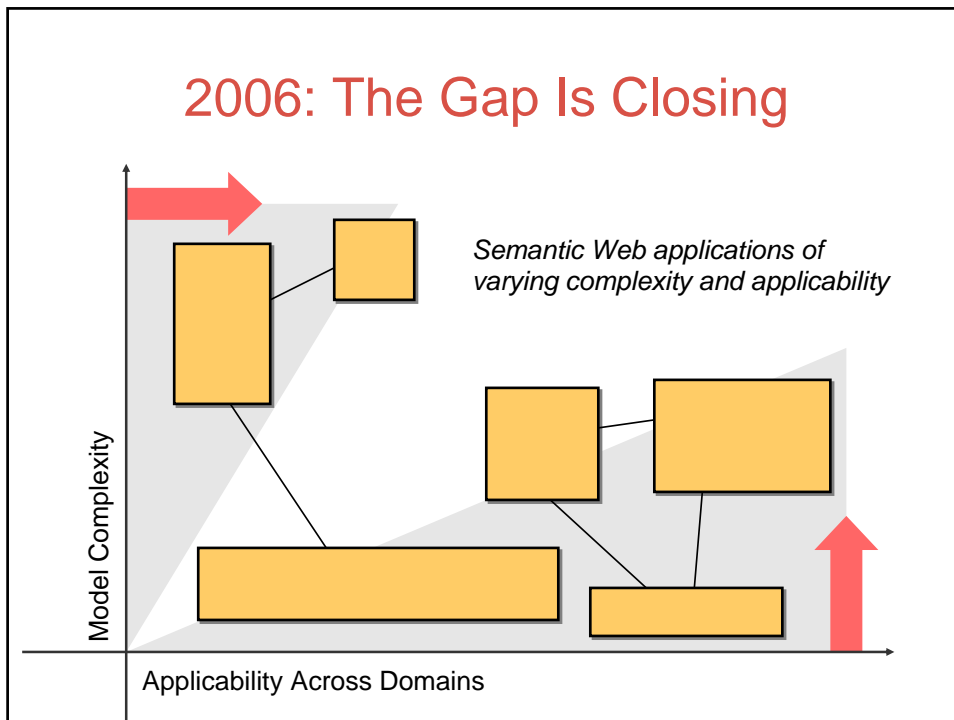 2006: The Gap Is Closing
Semantic Web applications of
varying complexity and applicability
Model Complexity
Applicability Across Domains